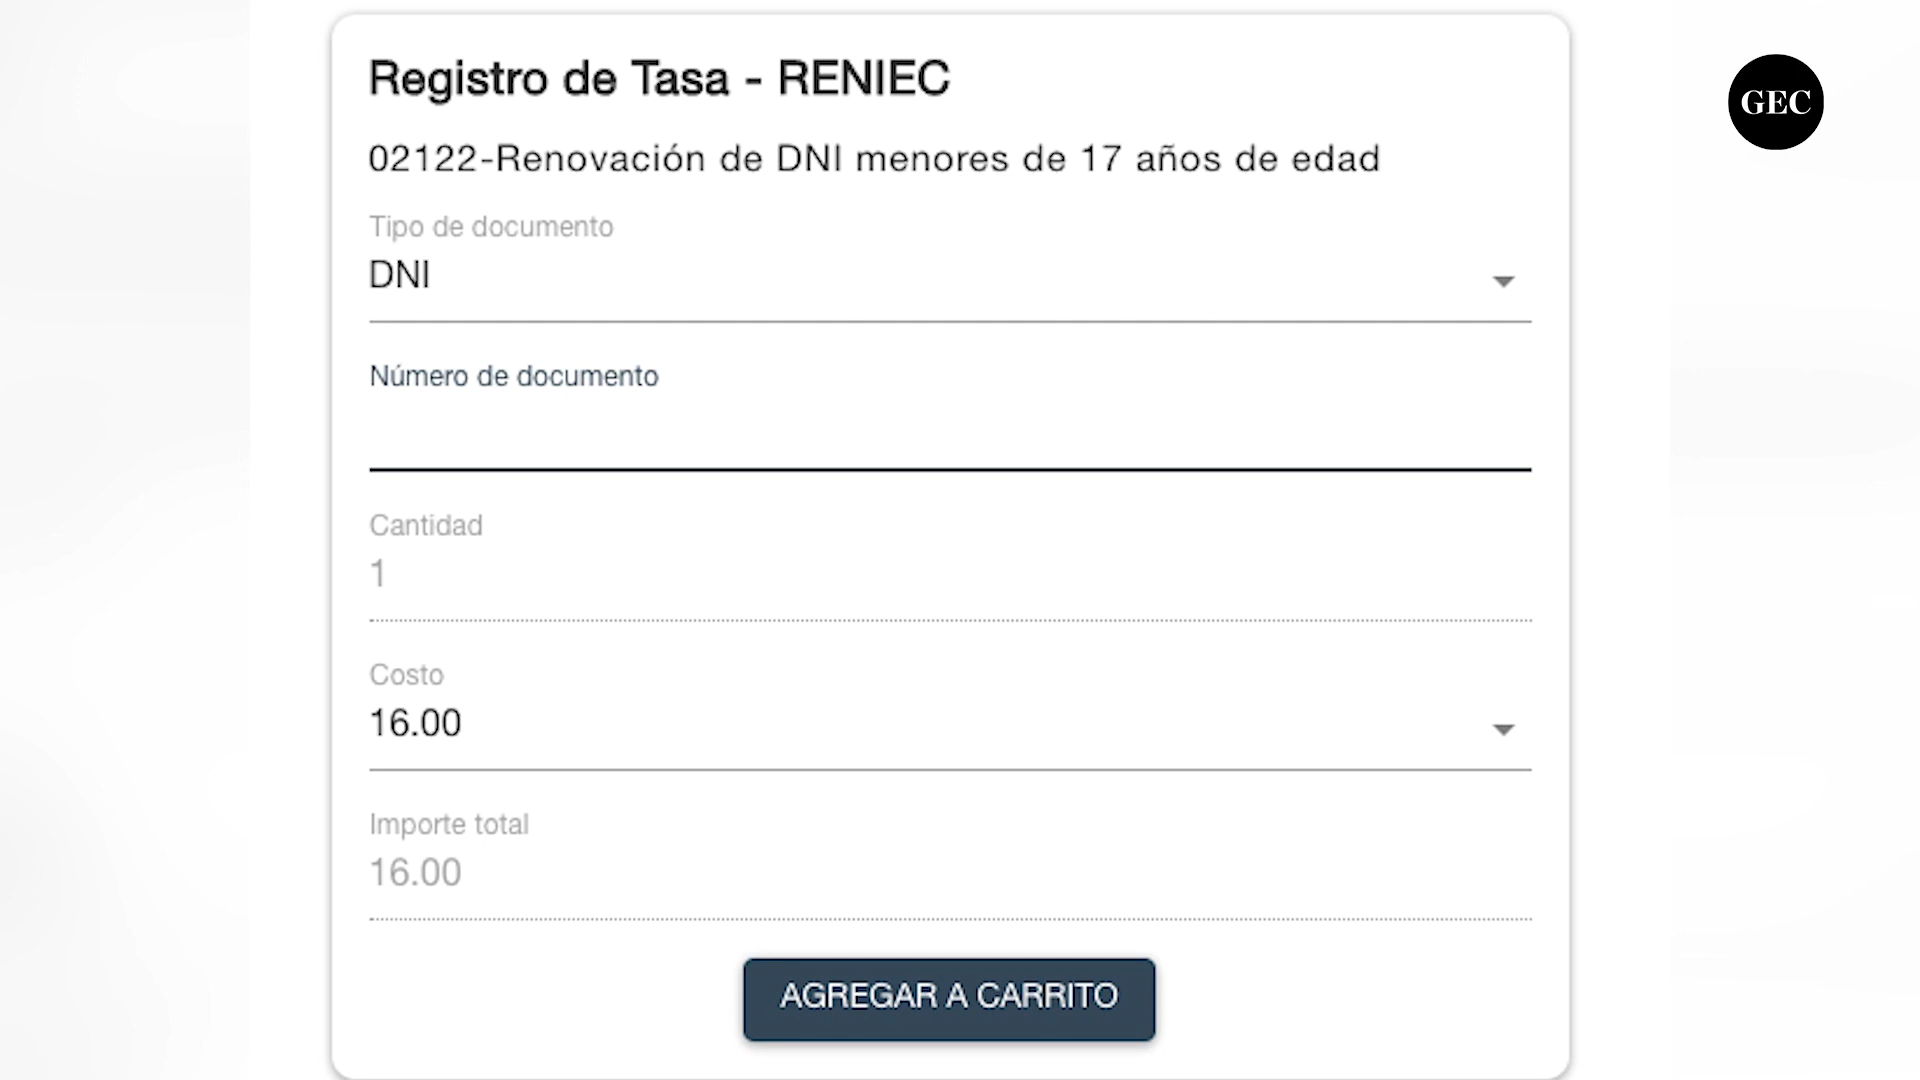 Registro de Tasa - RENIEC
GEC
02122-Renovación de DNI menores de 17 años de edad
Tipo de documento
DNI
Número de documento
Cantidad
1
Costo
16.00
Importe total
16.00
AGREGAR A CARRITO